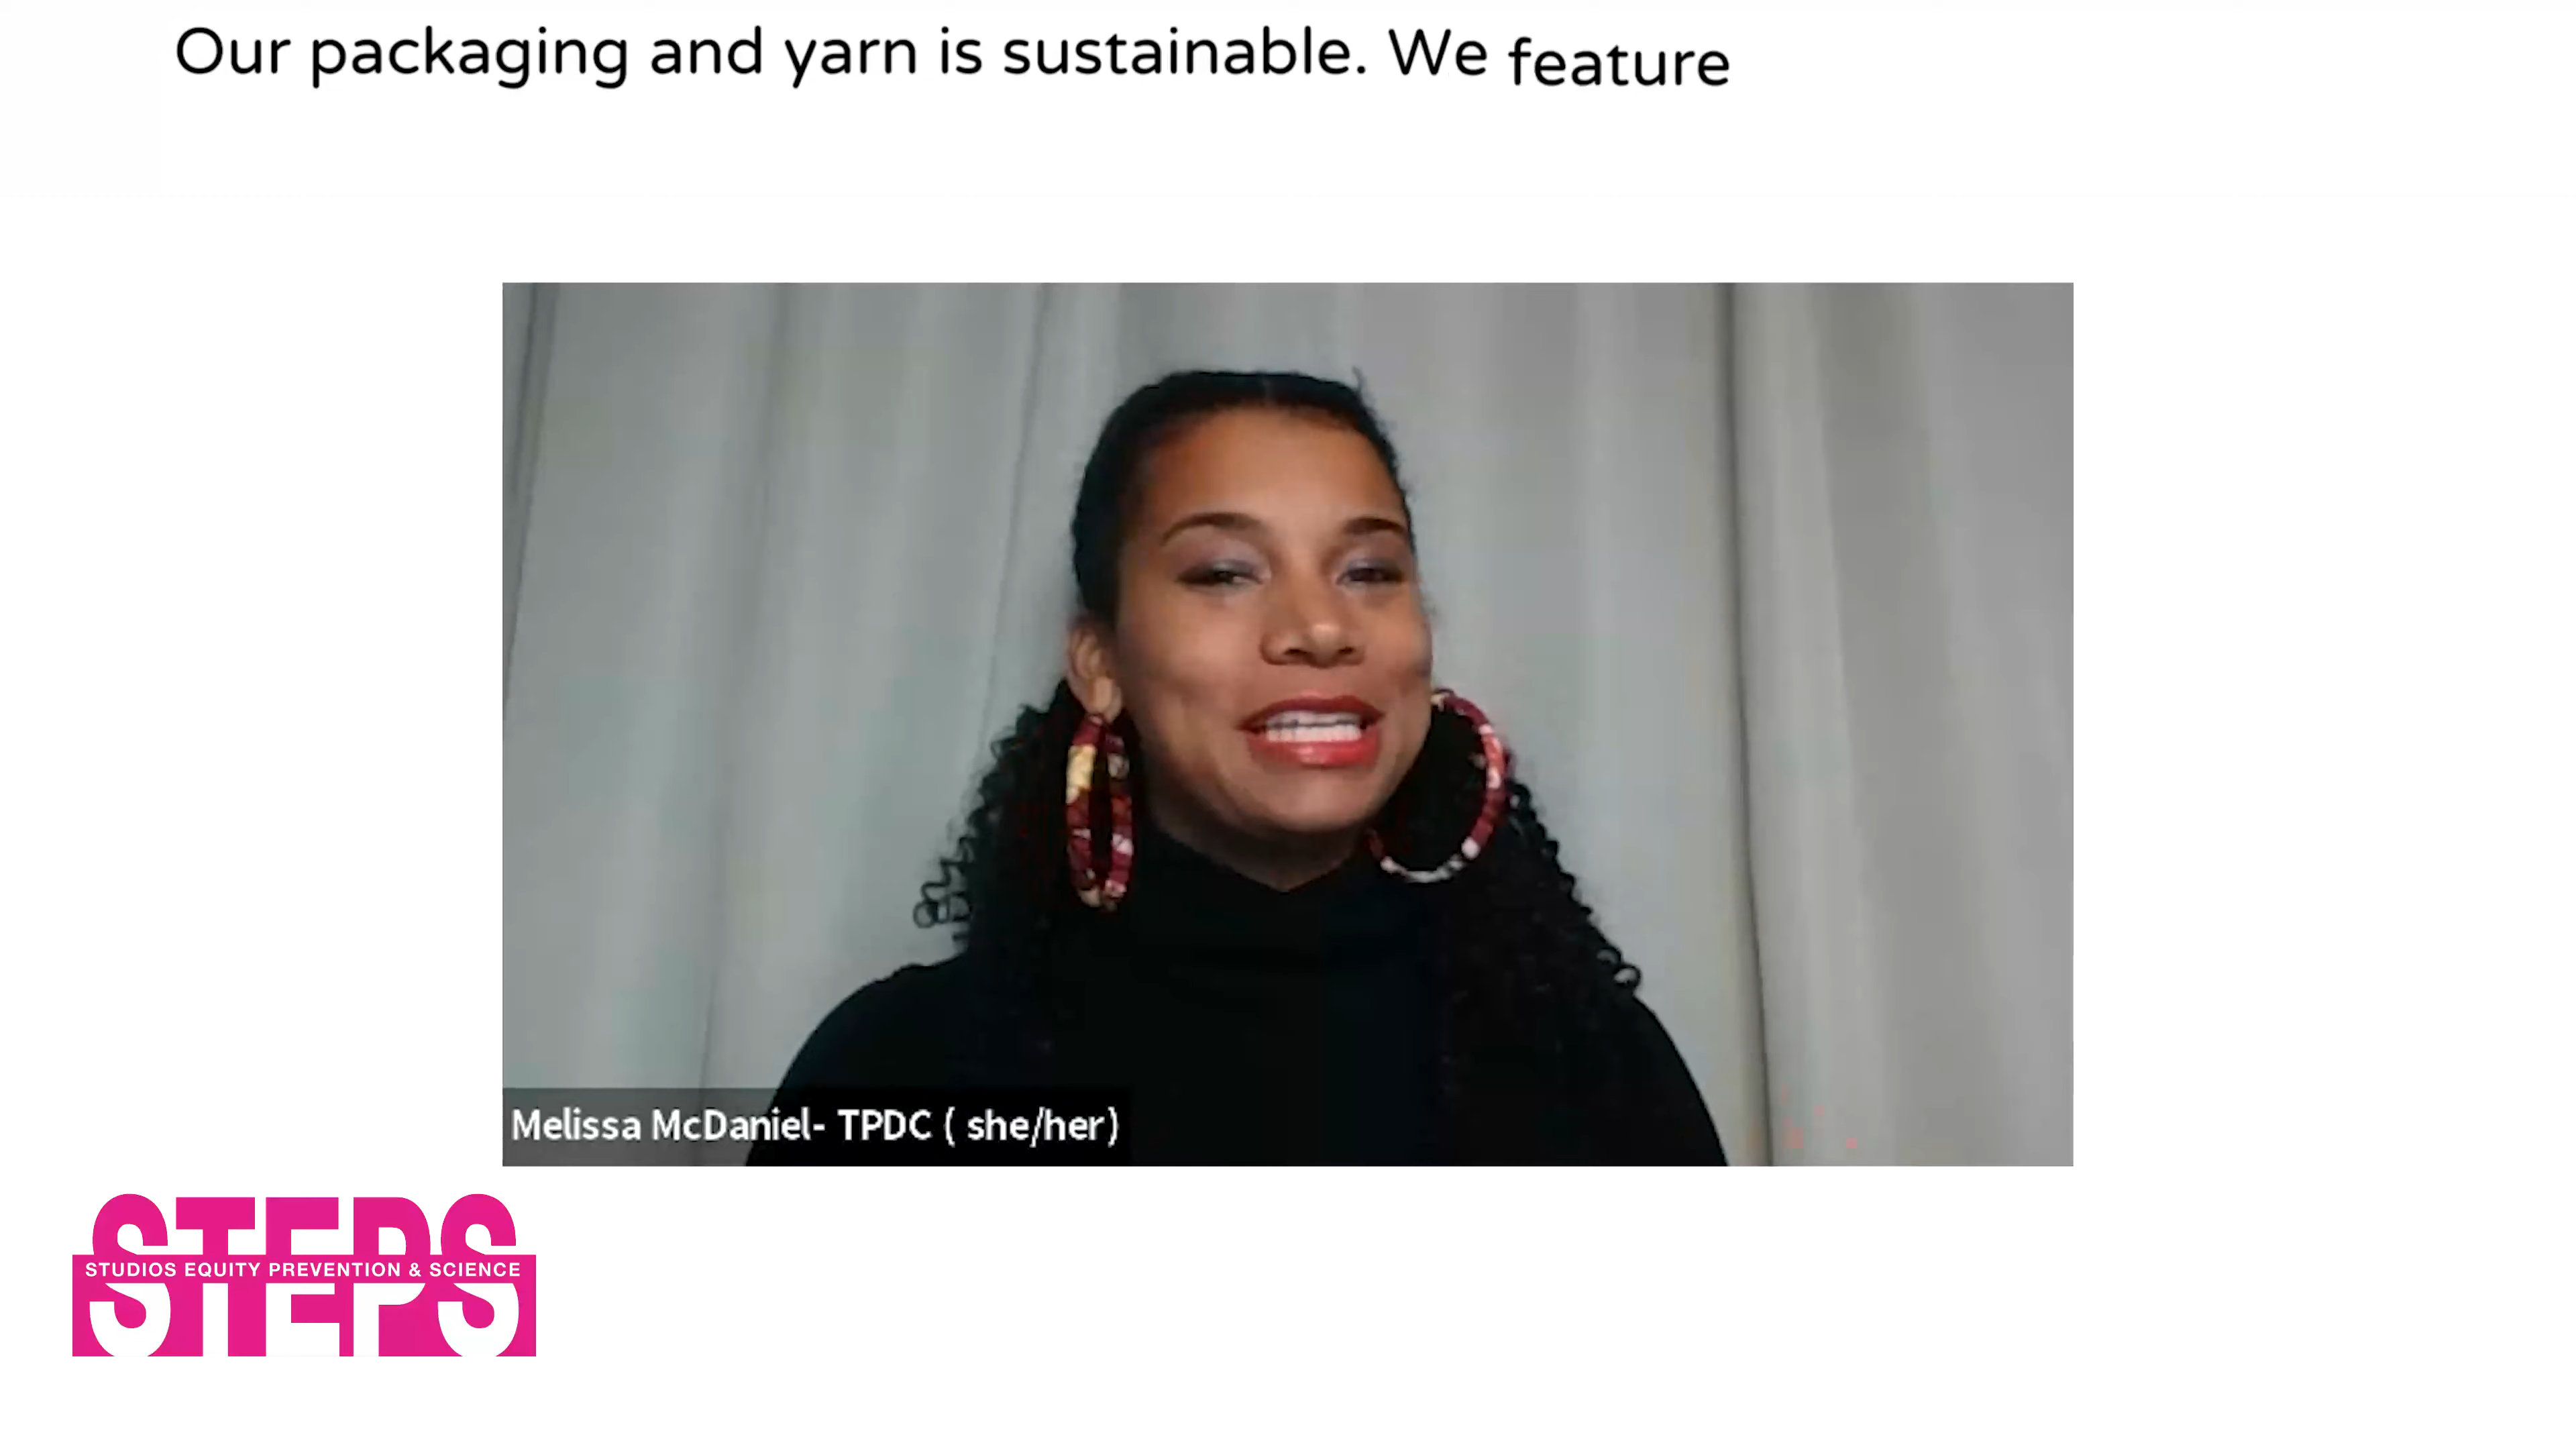 Our packaging and yarn is sustainable. We feature
Melissa McDaniel- TPDC ( she/her)
STEPS
STUDIOS EQUITY PREVENTION & SCIENCE